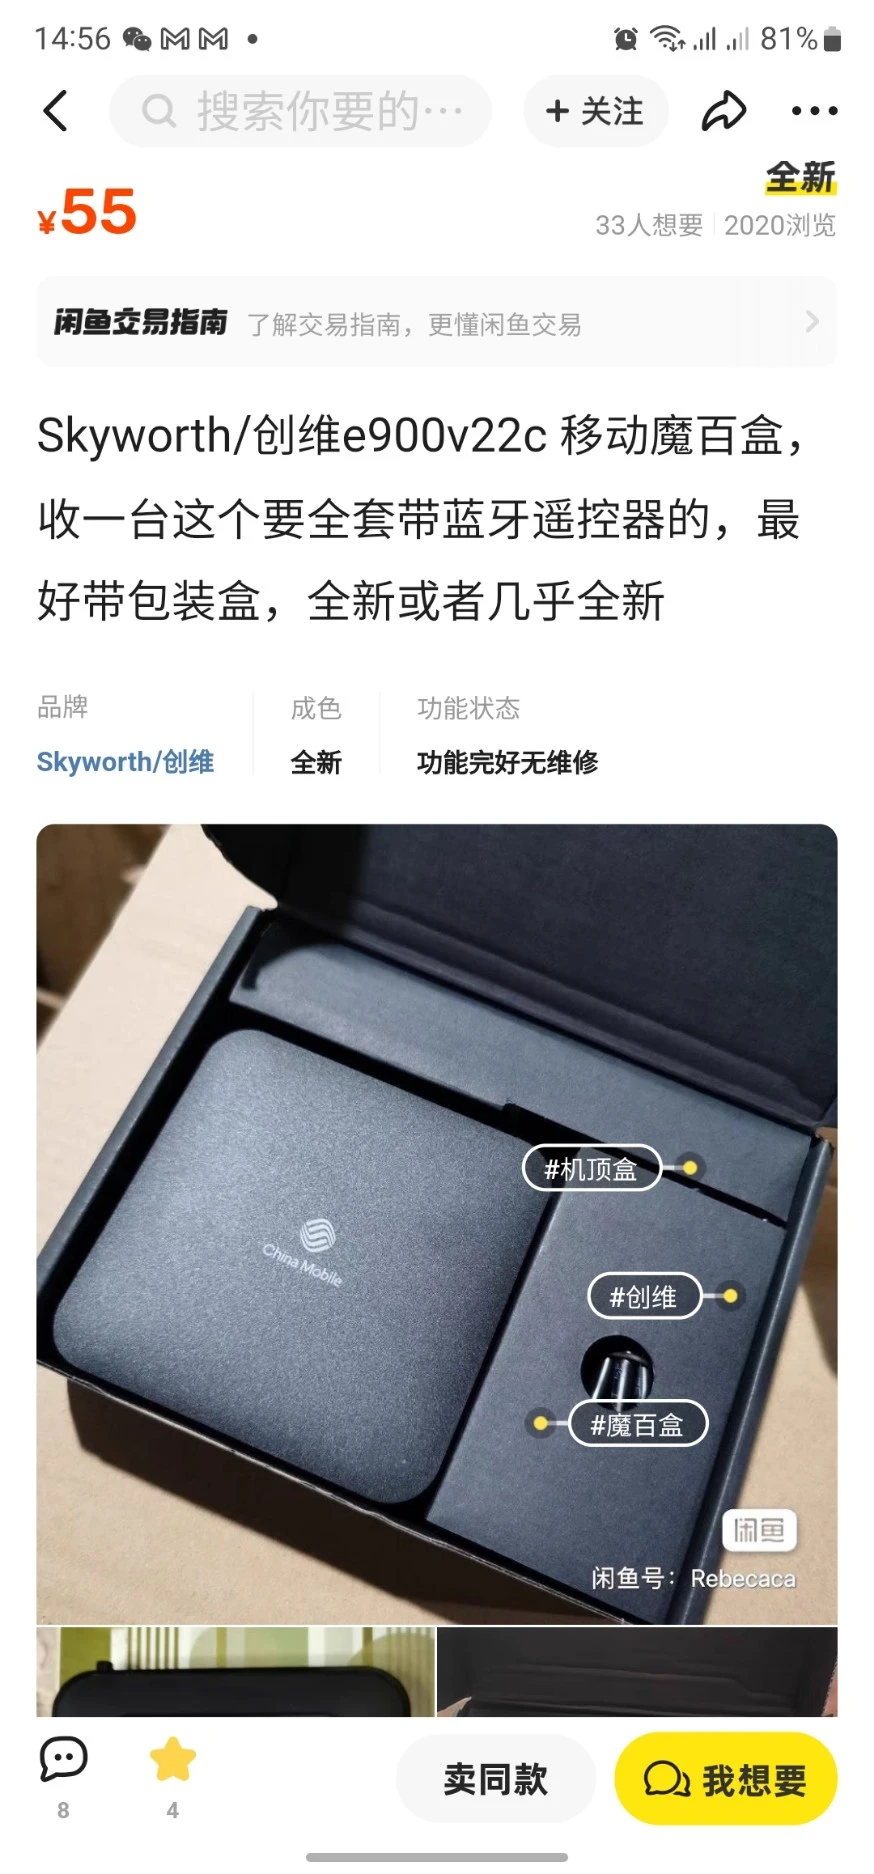 14:56
81%
搜索你要的…
+ 关注
全新
¥55
33人想要 2020浏览
闲鱼交易指南 了解交易指南，更懂闲鱼交易
Skyworth/创维e900v22c 移动魔百盒，
收一台这个要全套带蓝牙遥控器的，最
好带包装盒，全新或者几乎全新
品牌 成色 功能状态
Skyworth/创维 全新 功能完好无维修
#机顶盒
China Mobile
#创维
#魔百盒
闲鱼
闲鱼号：Rebecaca
卖同款
我想要
8 4